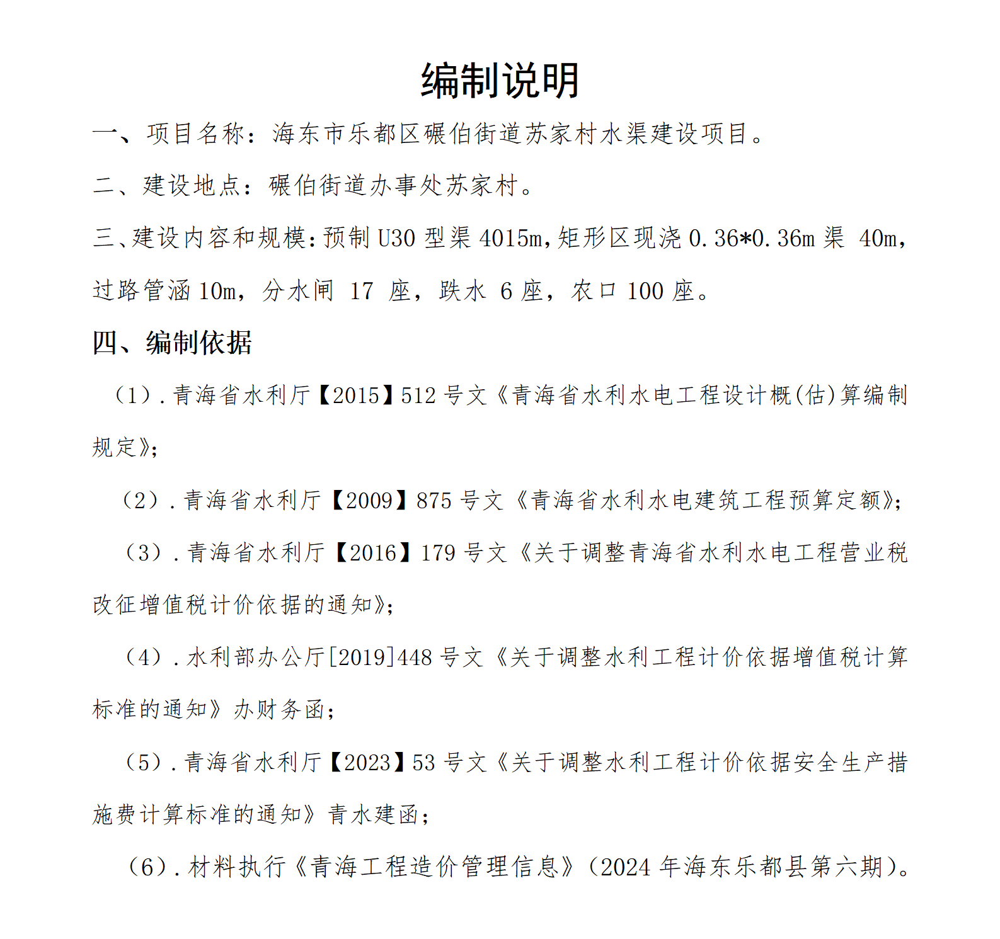 编制说明
一、项目名称：海东市乐都区碾伯街道苏家村水渠建设项目。
二、建设地点：碾伯街道办事处苏家村。
三、建设内容和规模：预制 U30 型渠 4015m，矩形区现浇 0.36*0.36m 渠 40m，
过路管涵 10m，分水闸 17 座，跌水 6 座，农口 100 座。
四、编制依据
（1）.青海省水利厅【2015】512 号文《青海省水利水电工程设计概(估)算编制
规定》；
（2）.青海省水利厅【2009】875 号文《青海省水利水电建筑工程预算定额》；
（3）.青海省水利厅【2016】179 号文《关于调整青海省水利水电工程营业税
改征增值税计价依据的通知》；
（4）.水利部办公厅[2019]448 号文《关于调整水利工程计价依据增值税计算
标准的通知》办财务函；
（5）.青海省水利厅【2023】53 号文《关于调整水利工程计价依据安全生产措
施费计算标准的通知》青水建函；
（6）.材料执行《青海工程造价管理信息》（2024 年海东乐都县第六期）。